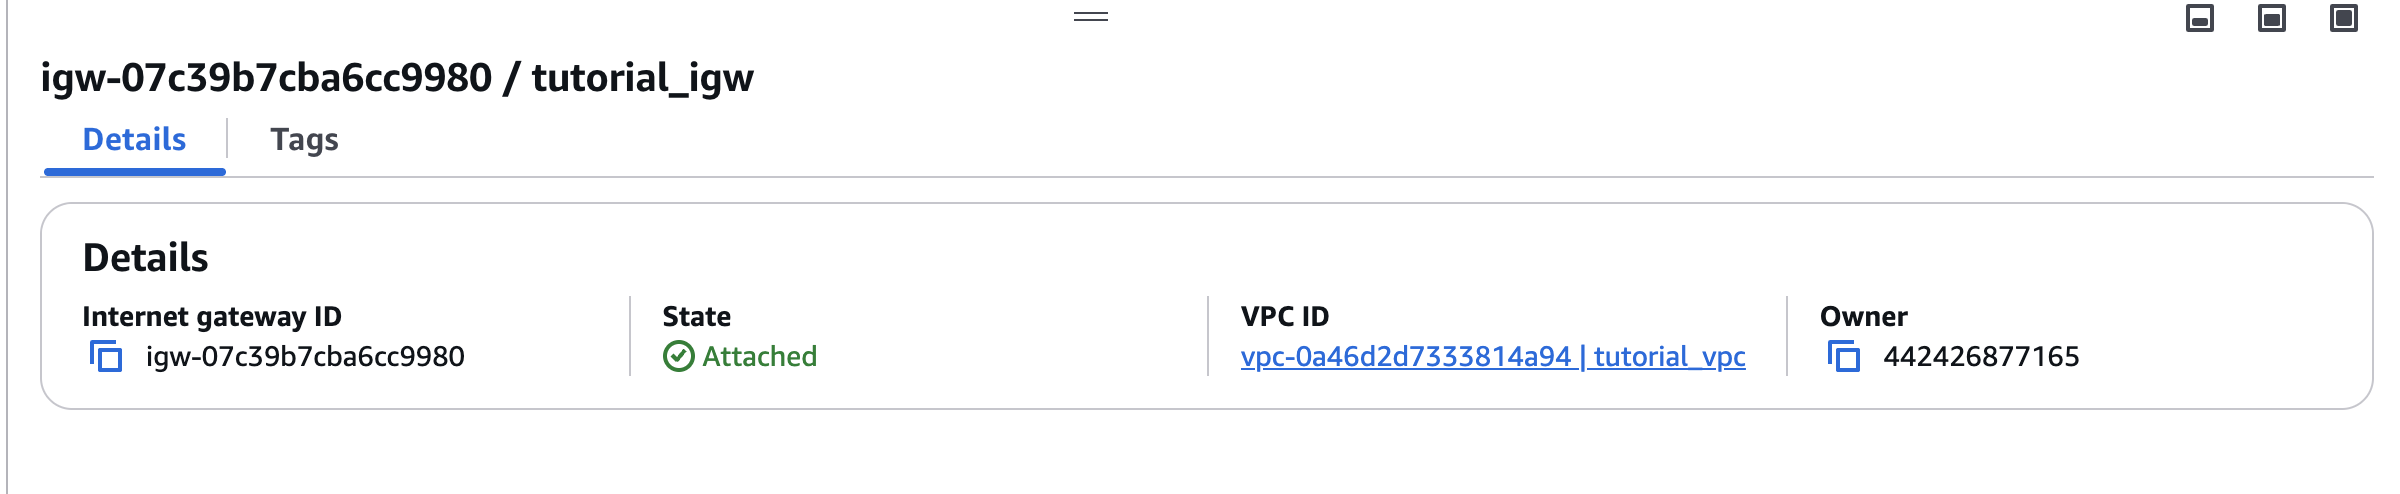 igw-07c39b7cba6cc9980 / tutorial_igw
Details
Tags
Details
Internet gateway ID
igw-07c39b7cba6cc9980
State
Attached
VPC ID
vpc-0a46d2d7333814a94 | tutorial_vpc
Owner
442426877165